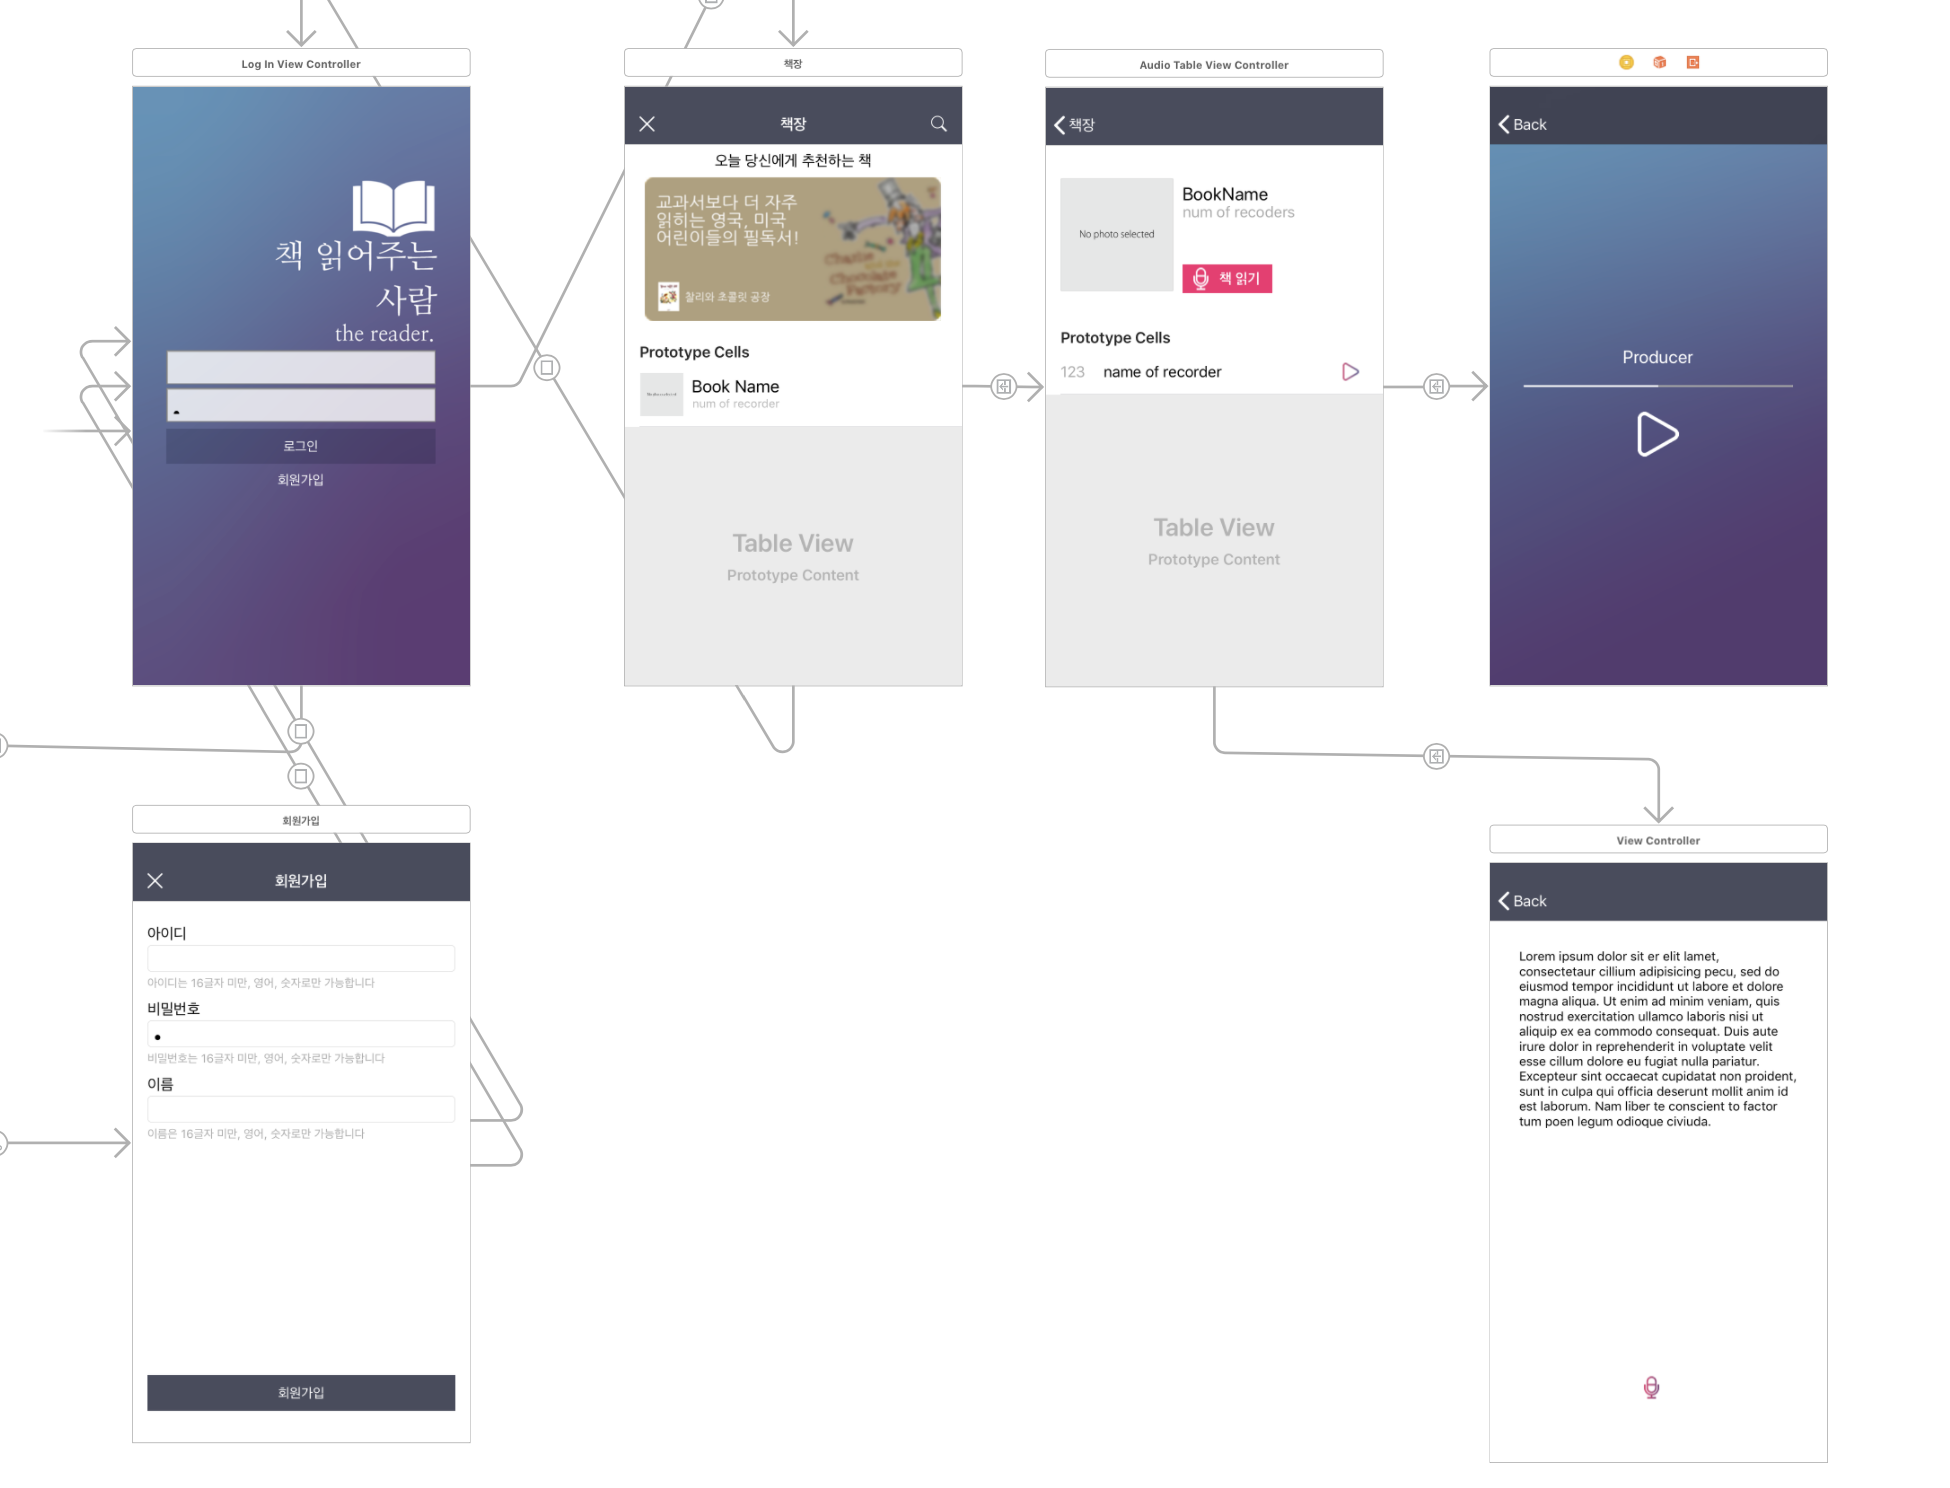 Log In View Controller
책 읽어주는
사람
the reader.
로그인
회원가입
책장
책장
오늘 당신에게 추천하는 책
교과서보다 더 자주
읽히는 영국, 미국
어린이들의 필독서!
Charlie
Chocolate
Factory
찰리와 초콜릿 공장
Prototype Cells
Book Name
num of recorder
Table View
Prototype Content
Audio Table View Controller
책장
No photo selected
BookName
num of recoders
책 읽기
Prototype Cells
123 name of recorder
Table View
Prototype Content
Back
Producer
회원가입
회원가입
아이디
아이디는 16글자 미만, 영어, 숫자로만 가능합니다
비밀번호
비밀번호는 16글자 미만, 영어, 숫자로만 가능합니다
이름
이름은 16글자 미만, 영어, 숫자로만 가능합니다
회원가입
View Controller
Back
Lorem ipsum dolor sit er elit lamet,
consectetaur cillium adipisicing pecu, sed do
eiusmod tempor incididunt ut labore et dolore
magna aliqua. Ut enim ad minim veniam, quis
nostrud exercitation ullamco laboris nisi ut
aliquip ex ea commodo consequat. Duis aute
irure dolor in reprehenderit in voluptate velit
esse cillum dolore eu fugiat nulla pariatur.
Excepteur sint occaecat cupidatat non proident,
sunt in culpa qui officia deserunt mollit anim id
est laborum. Nam liber te conscient to factor
tum poen legum odioque civiuda.